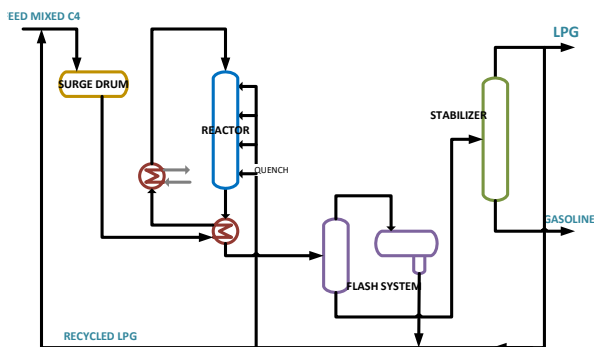 EED MIXED C4
LPG
SURGE DRUM
STABILIZER
REACTOR
QUENCH
GASOLINE
FLASH SYSTEM
RECYCLED LPG